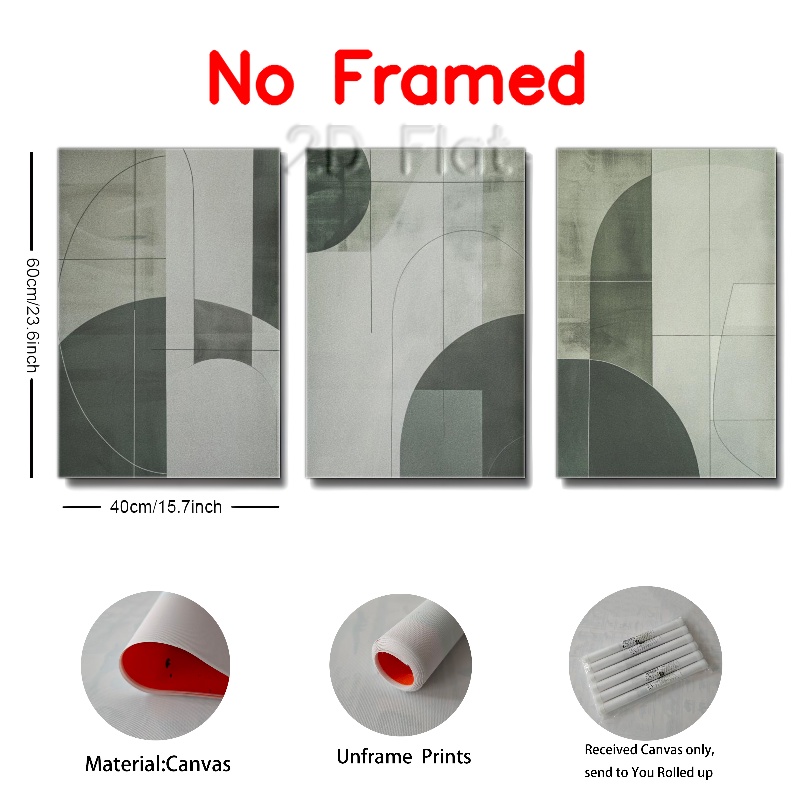 No Framed
2D Flat
60cm/23.6inch
40cm/15.7inch
Material:Canvas
Unframe Prints
Received Canvas only,
send to You Rolled up